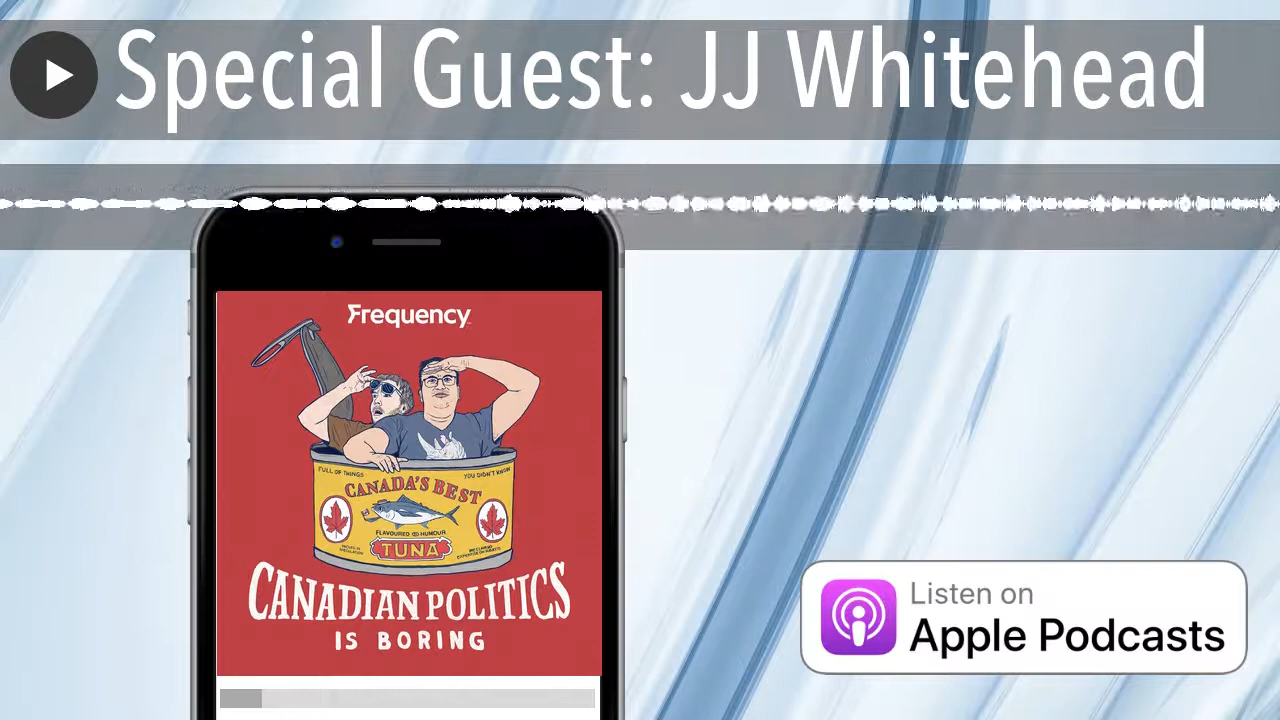 Special Guest: JJ Whitehead
Frequency
FULL OF THINGS
YOU DIDN'T KNOW
CANADA'S BEST
FLAVOURED HUMOUR
TUNA
CANADIAN POLITICS
IS BORING
Listen on
Apple Podcasts